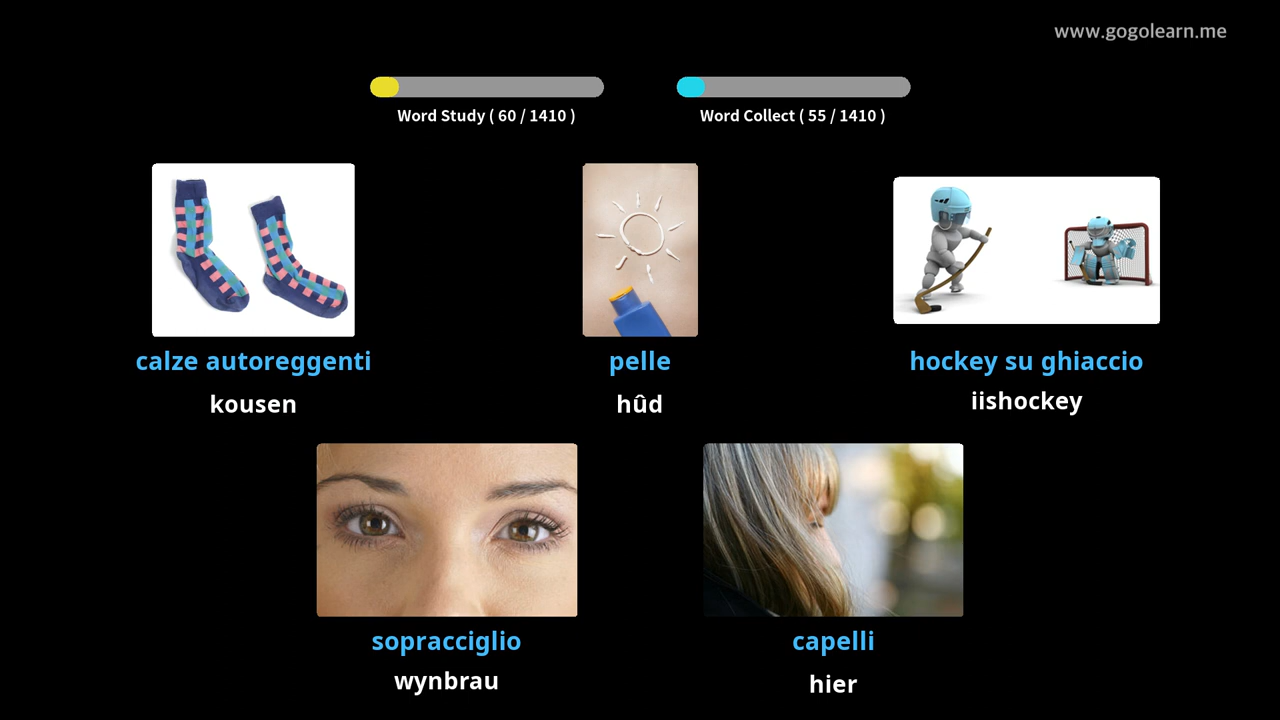 www.gogolearn.me
Word Study ( 60 / 1410 )
Word Collect ( 55 / 1410 )
calze autoreggenti
kousen
pelle
hûd
hockey su ghiaccio
iishockey
sopracciglio
wynbrau
capelli
hier